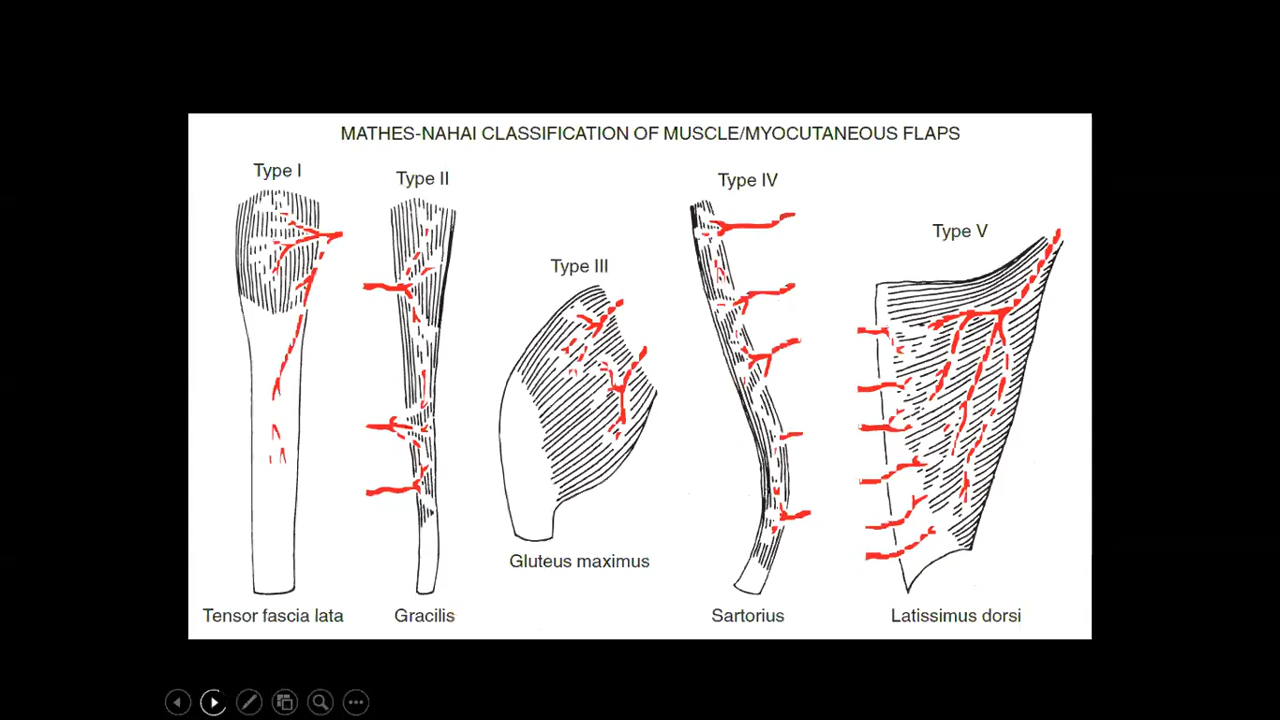 MATHES-NAHAI CLASSIFICATION OF MUSCLE/MYOCUTANEOUS FLAPS
Type I
Type II
Type III
Type IV
Type V
Tensor fascia lata
Gracilis
Gluteus maximus
Sartorius
Latissimus dorsi